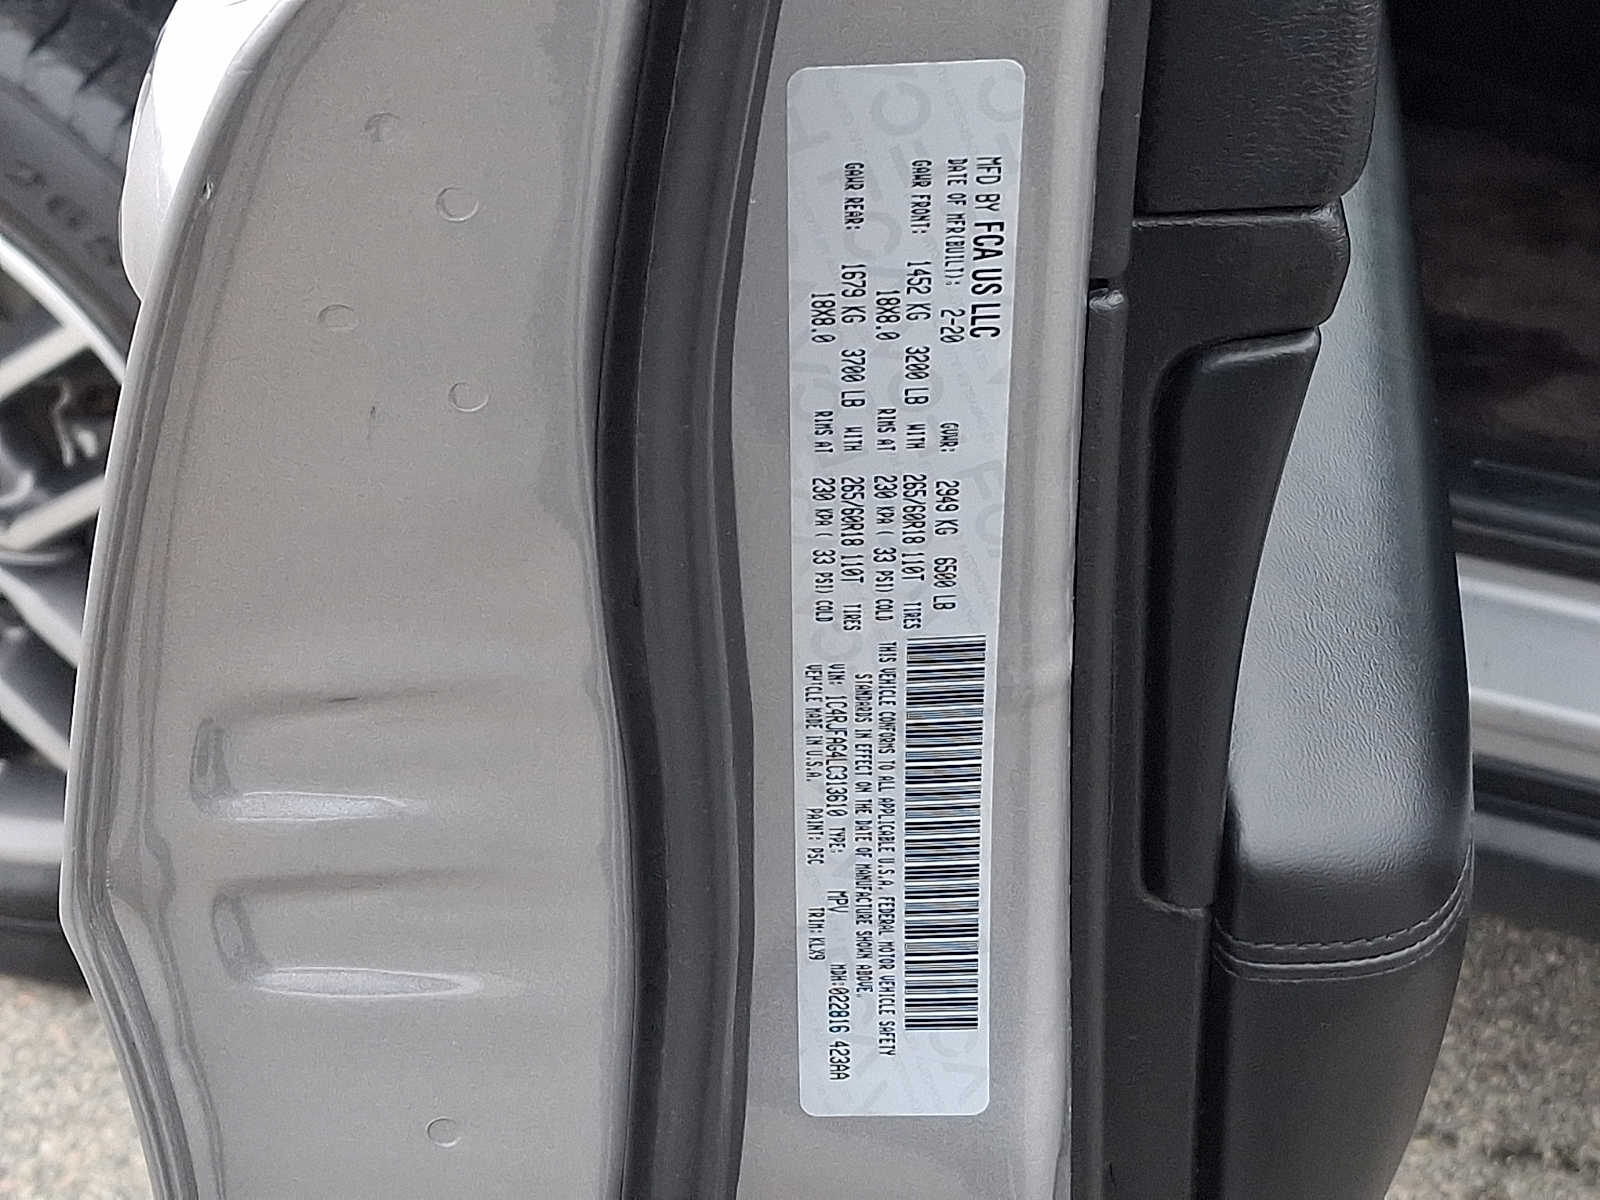 MFD BY FCA US LLC
DATE OF MFR(BUILT): 2-20 GVWR: 2949 KG 6500 LB
GAWR FRONT: 1452 KG 3200 LB WITH 265/60R18 110T TIRES
18X8.0 RIMS AT 230 KPA( 33 PSI) COLD
GAWR REAR: 1679 KG 3700 LB WITH 265/60R18 110T TIRES
18X8.0 RIMS AT 230 KPA( 33 PSI) COLD
THIS VEHICLE CONFORMS TO ALL APPLICABLE U.S.A. FEDERAL MOTOR VEHICLE SAFETY
STANDARDS IN EFFECT ON THE DATE OF MANUFACTURE SHOWN ABOVE.
VIN: 1C4RJFAG4LC313610 TYPE: MPV MDH:022816 423AA
VEHICLE MADE IN U.S.A. PAINT: PSC TRIM: KLX9